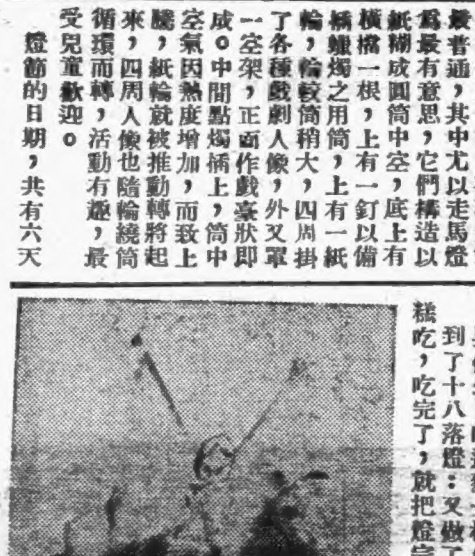 最普通，其中尤以走馬燈
爲最有意思，它們構造以
紙糊成圓筒中空，底上有
橫檔一根，上有一釘以備
插蠟燭之用筒，上有一紙
輪，輪較筒稍大，四周掛
了各種戲劇人像，外又罩
一空架，正面作戲臺狀即
成。中間點燭插上，筒中
空氣因熱度增加，而致上
騰，紙輪就被推動轉將起
來，四周人像也隨輪繞筒
循環而轉，活動有趣，最
受兒童歡迎。
燈節的日期，共有六天
到了十八落燈：又做了
糕吃，吃完了，就把燈